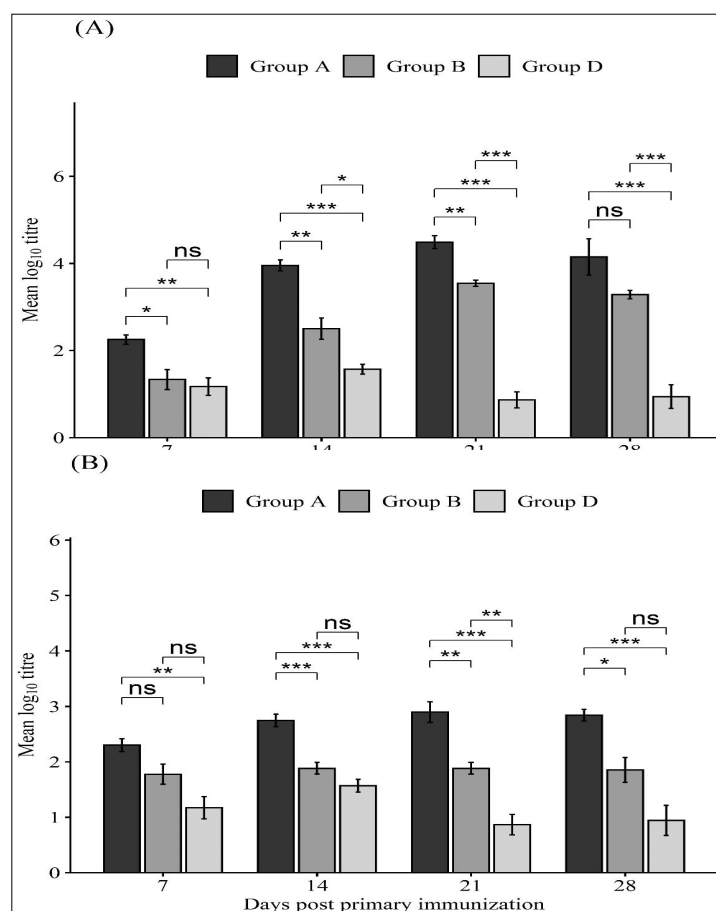 (A)
Group A Group B Group D
Mean log10 titre
6
4
2
0
*** ***
* *** ***
*** ** ns
ns **
** *
7 14 21 28
(B)
Group A Group B Group D
Mean log10 titre
6
5
4
3
2
1
0
ns ** ns
ns *** *** ***
** *** ** *
ns
7 14 21 28
Days post primary immunization